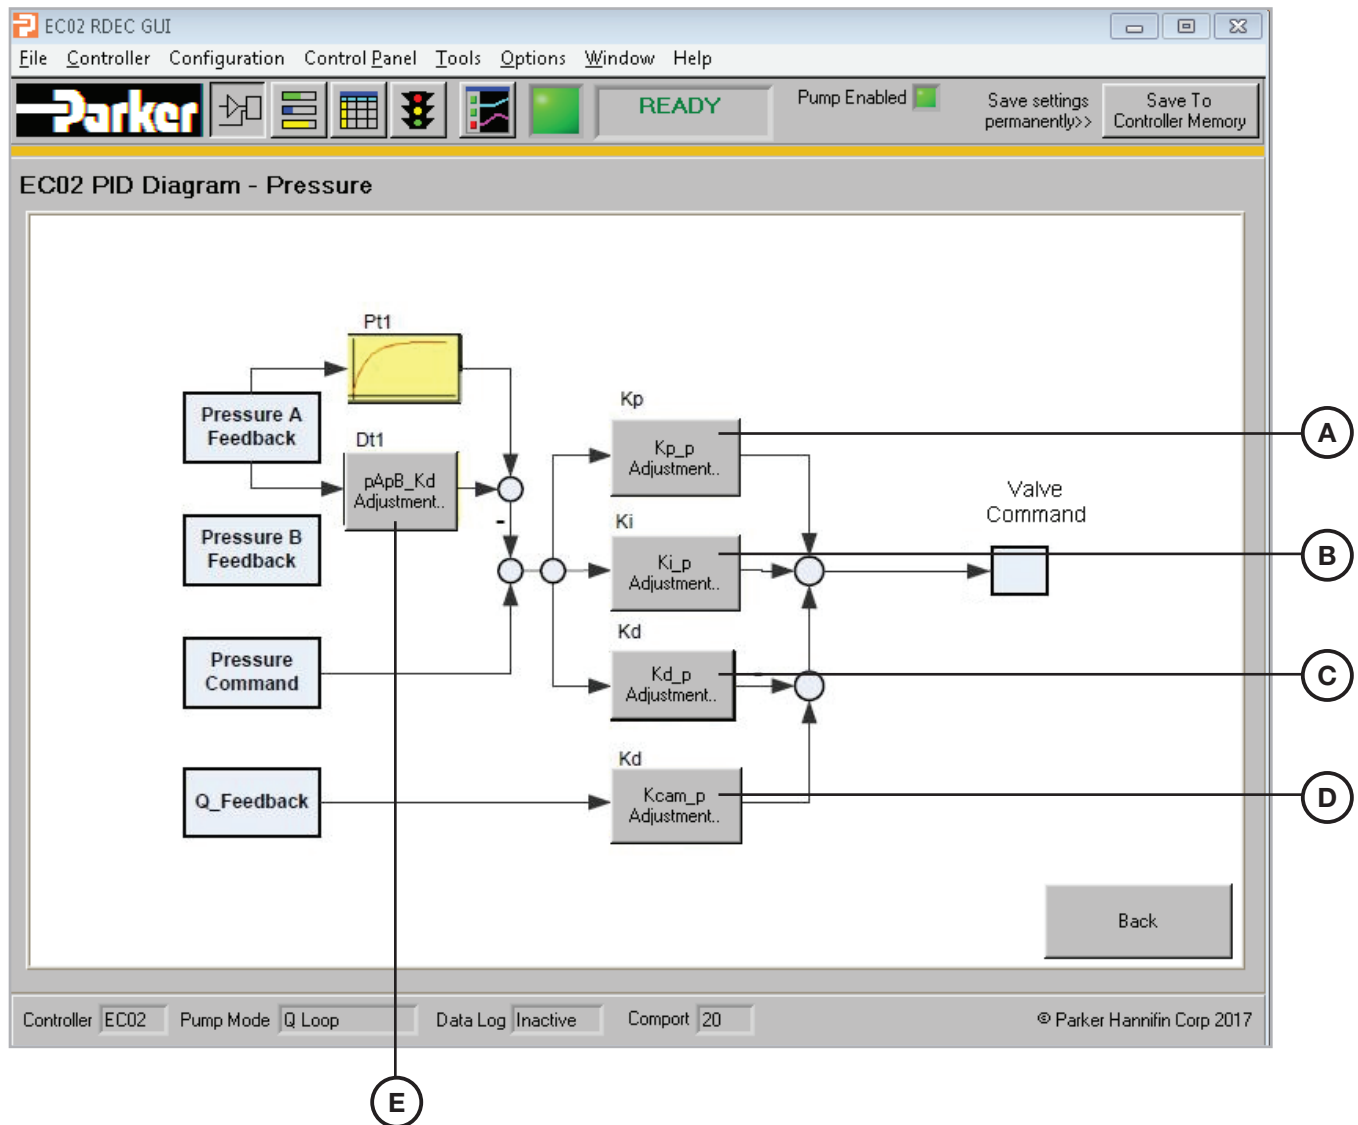 EC02 RDEC GUI
File Controller Configuration Control Panel Tools Options Window Help
Parker
READY
Pump Enabled
Save settings
permanently>>
Save To
Controller Memory
EC02 PID Diagram - Pressure
Pt1
Pressure A
Feedback
Dt1
pApB_Kd
Adjustment..
-
Pressure B
Feedback
Pressure
Command
Q_Feedback
Kp
Kp_p
Adjustment..
Ki
Ki_p
Adjustment..
Kd
Kd_p
Adjustment..
-
Kd
Kcam_p
Adjustment..
Valve
Command
A
B
C
D
Back
Controller EC02 Pump Mode Q Loop Data Log Inactive Comport 20 © Parker Hannifin Corp 2017
E